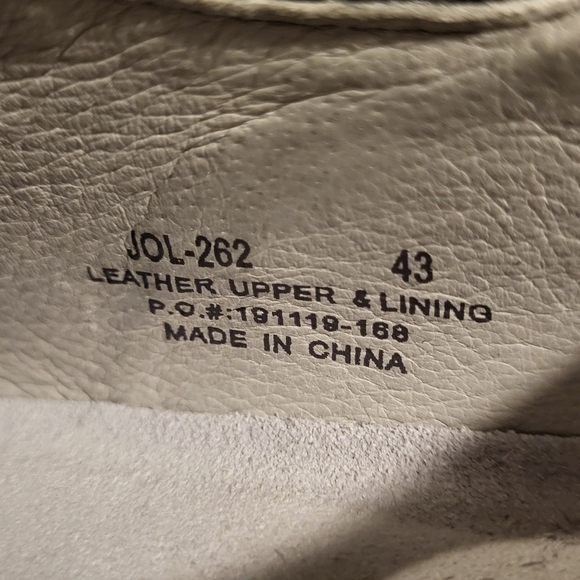 JOL-262 43
LEATHER UPPER & LINING
P.O.#:191119-168
MADE IN CHINA